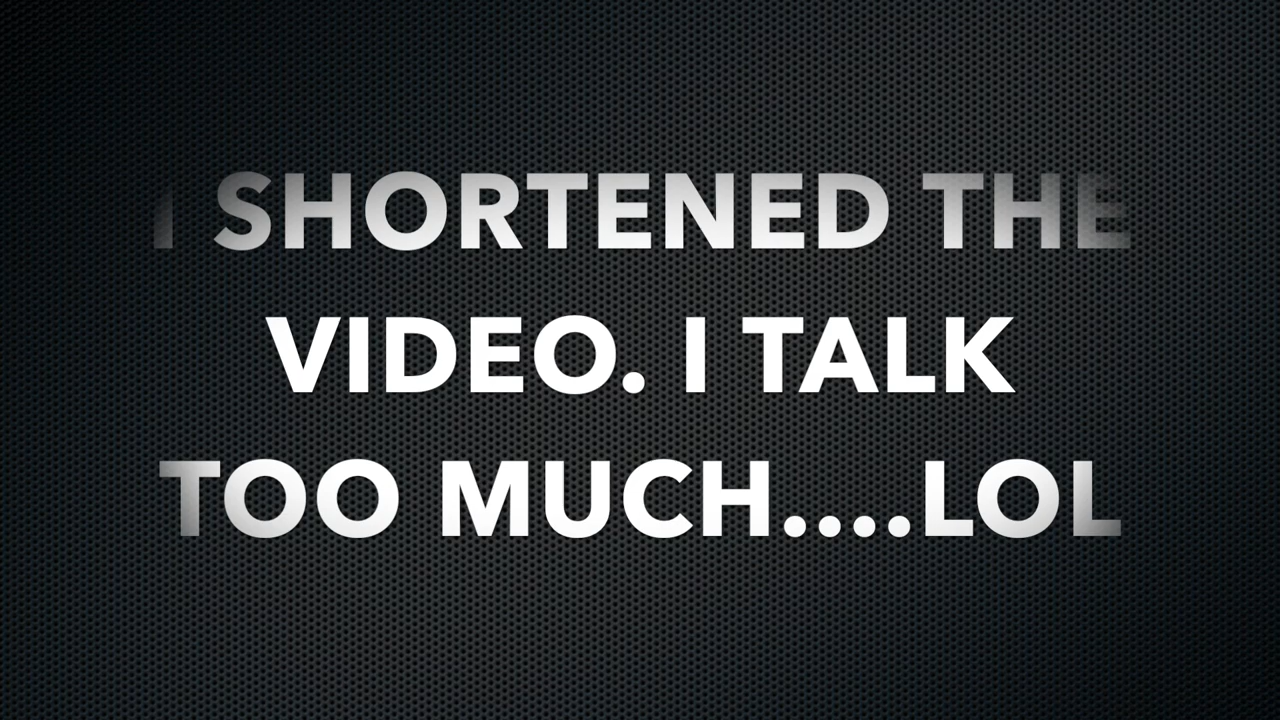 I SHORTENED THE
VIDEO. I TALK
TOO MUCH....LOL